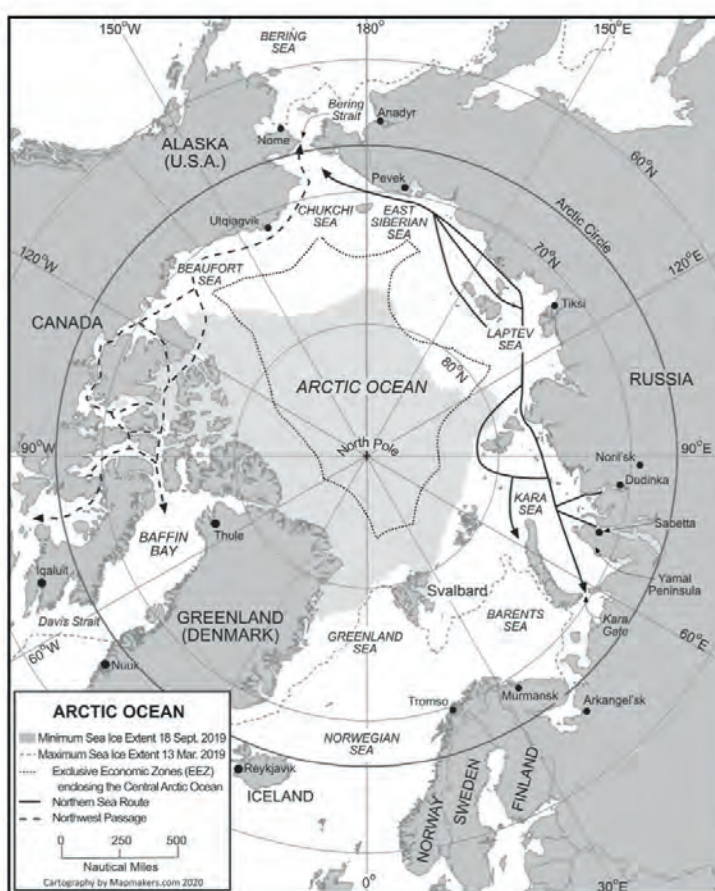 150°W
BERING
SEA
180°
150°E
Bering
Strait
Anadyr
Nome
ALASKA
(U.S.A.)
60°N
Pevek
Arctic Circle
CHUKCHI
SEA
EAST
SIBERIAN
SEA
Ulqiagvik
70°N
120°W
BEAUFORT
SEA
120°E
Tiksi
CANADA
LAPTEV
SEA
80°N
ARCTIC OCEAN
RUSSIA
North Pole
90°W
90°E
Noril'sk
Dudinka
KARA
SEA
Sabetta
BAFFIN
BAY
Thule
Iqaluit
Yamal
Peninsula
Svalbard
Davis Strait
GREENLAND
(DENMARK)
BARENTS
SEA
Kara
Gate
GREENLAND
SEA
60°W
60°E
Nuuk
Murmansk
Tromso
Arkangel'sk
NORWEGIAN
SEA
Reykjavik
ICELAND
NORWAY
SWEDEN
FINLAND
0°
30°E
ARCTIC OCEAN
Minimum Sea Ice Extent 18 Sept. 2019
Maximum Sea Ice Extent 13 Mar. 2019
Exclusive Economic Zones (EEZ)
enclosing the Central Arctic Ocean
Northern Sea Route
Northwest Passage
0 250 500
Nautical Miles
Cartography by Mapmakers.com 2020